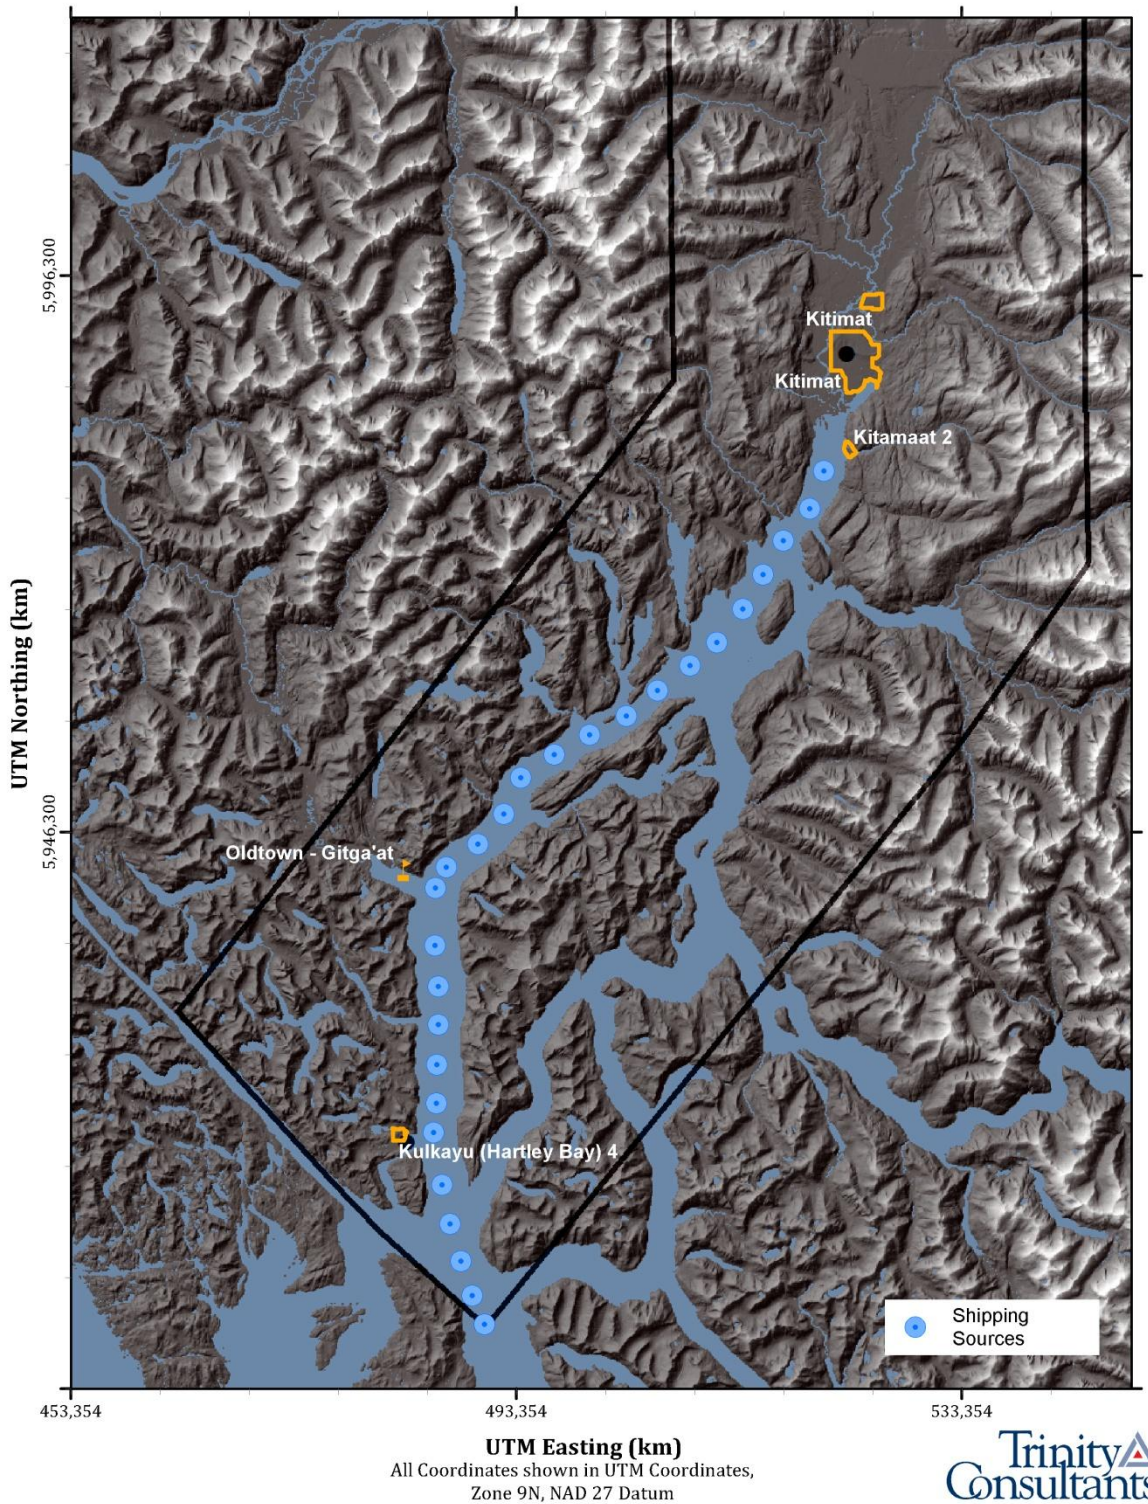 5,996,300
Kitimat
Kitimat
Kitamaat 2
UTM Northing (km)
5,946,300
Oldtown - Gitga'at
Kulkayu (Hartley Bay) 4
Shipping
Sources
453,354
493,354
533,354
UTM Easting (km)
All Coordinates shown in UTM Coordinates,
Zone 9N, NAD 27 Datum
Trinity
Consultants